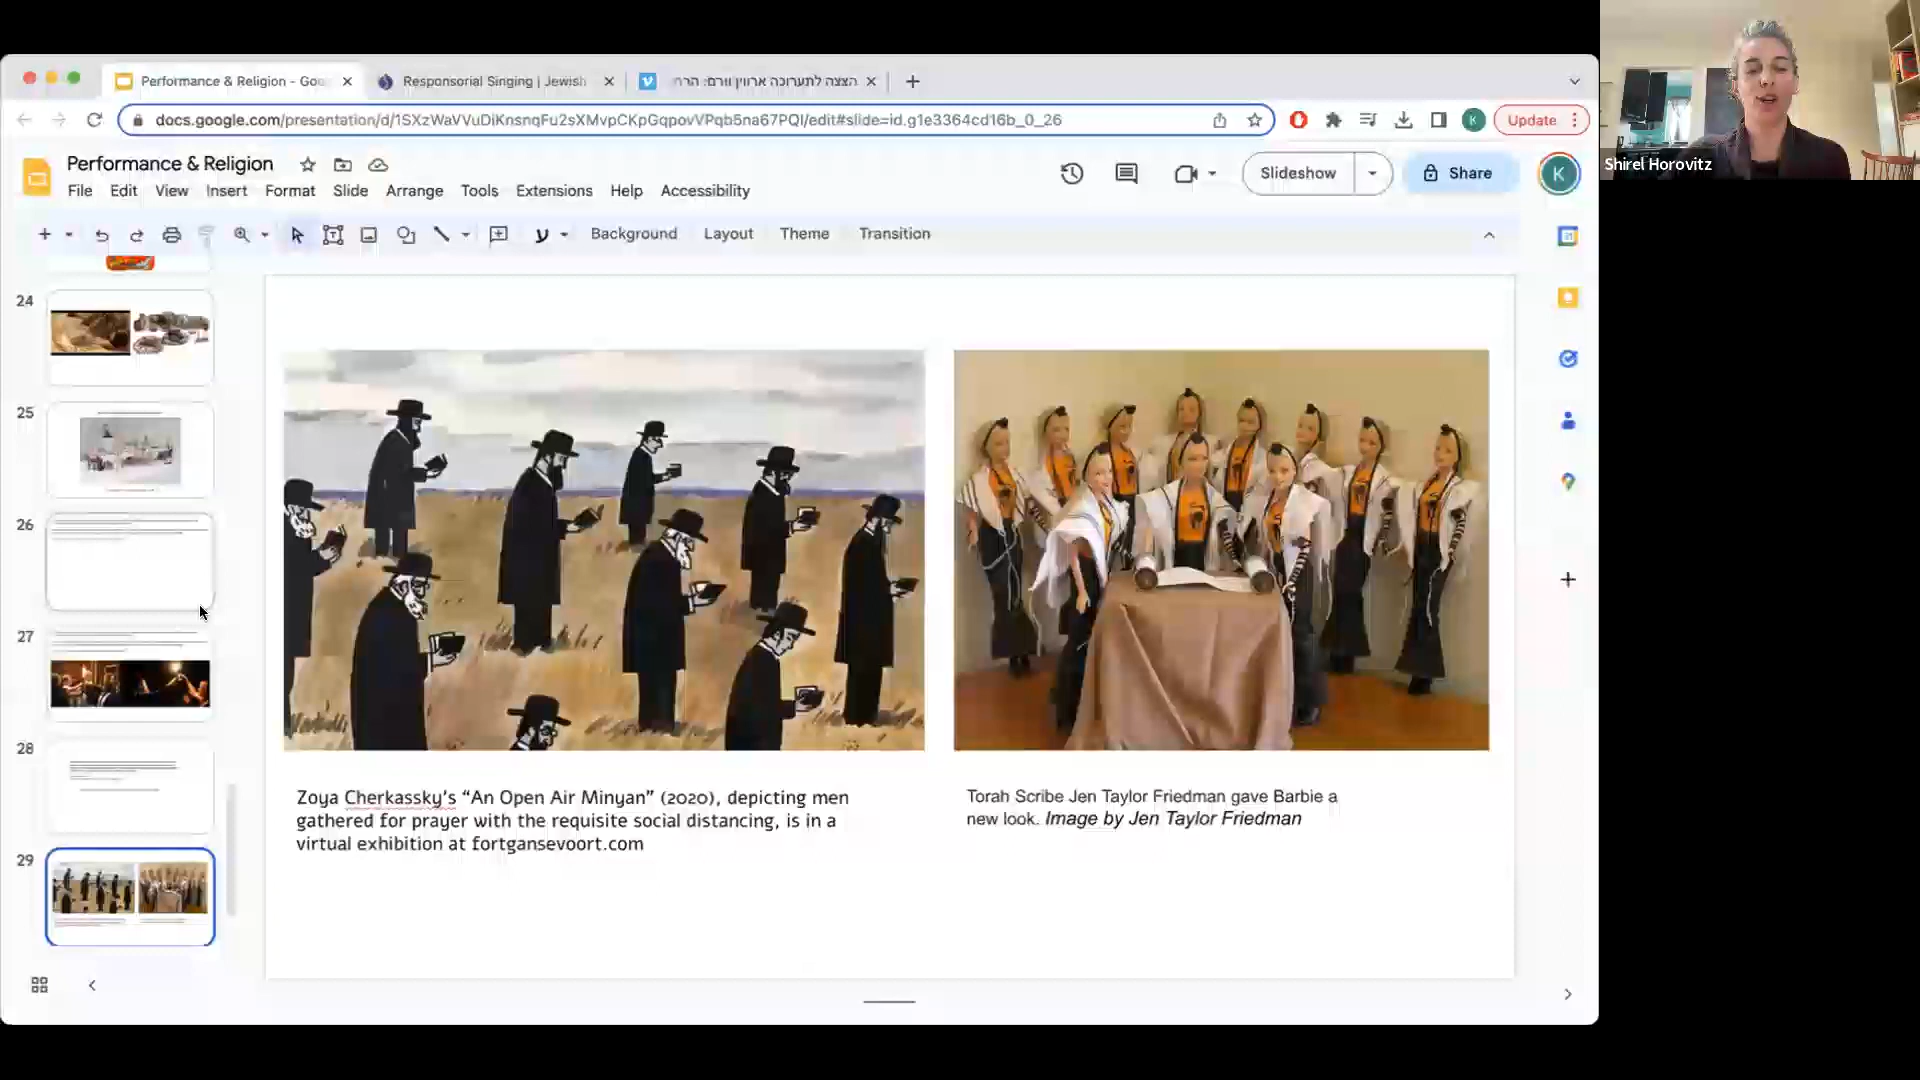 Performance & Religion - Goo
Responsorial Singing | Jewish
הצצה לתערוכה ארווין וורם: הרח
docs.google.com/presentation/d/1SXzWaVVuDiKnsnqFu2sXMvpCKpGqpovVPqb5na67PQI/edit#slide=id.g1e3364cd16b_0_26
K
Update
Shirel Horovitz
Performance & Religion
File Edit View Insert Format Slide Arrange Tools Extensions Help Accessibility
Slideshow
Share
K
Background Layout Theme Transition
24
25
26
27
28
29
Zoya Cherkassky's "An Open Air Minyan" (2020), depicting men
gathered for prayer with the requisite social distancing, is in a
virtual exhibition at fortgansevoort.com
Torah Scribe Jen Taylor Friedman gave Barbie a
new look. Image by Jen Taylor Friedman